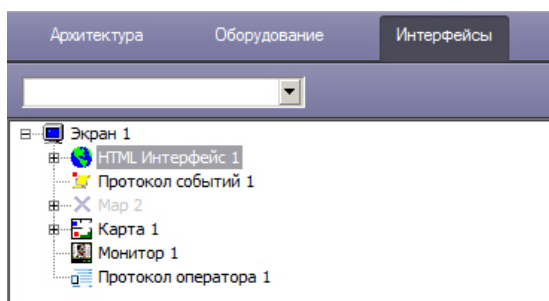 Архитектура Оборудование Интерфейсы
Экран 1
HTML Интерфейс 1
Протокол событий 1
Map 2
Карта 1
Монитор 1
Протокол оператора 1